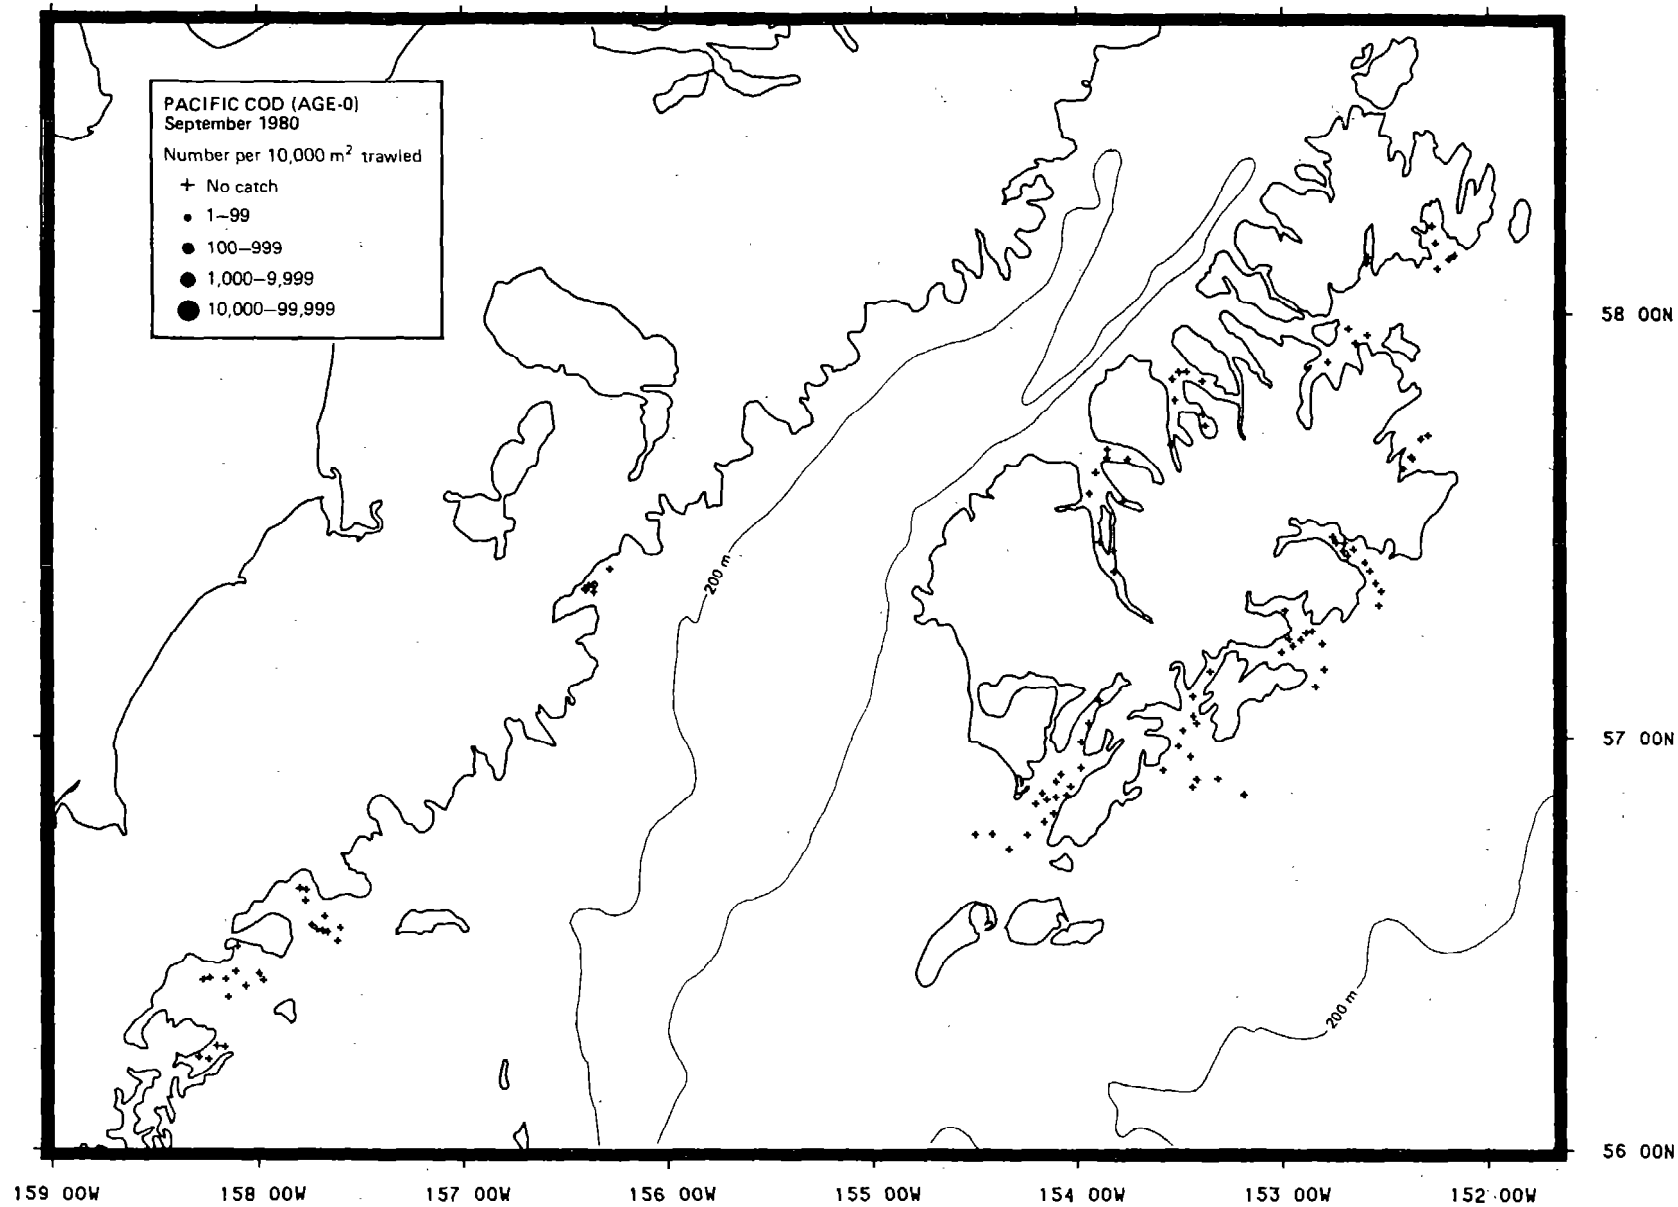 PACIFIC COD (AGE-0)
September 1980
Number per 10,000 m² trawled
+ No catch
• 1–99
● 100–999
● 1,000–9,999
● 10,000–99,999
58 00N
200 m
57 00N
200 m
56 00N
159 00W 158 00W 157 00W 156 00W 155 00W 154 00W 153 00W 152 00W